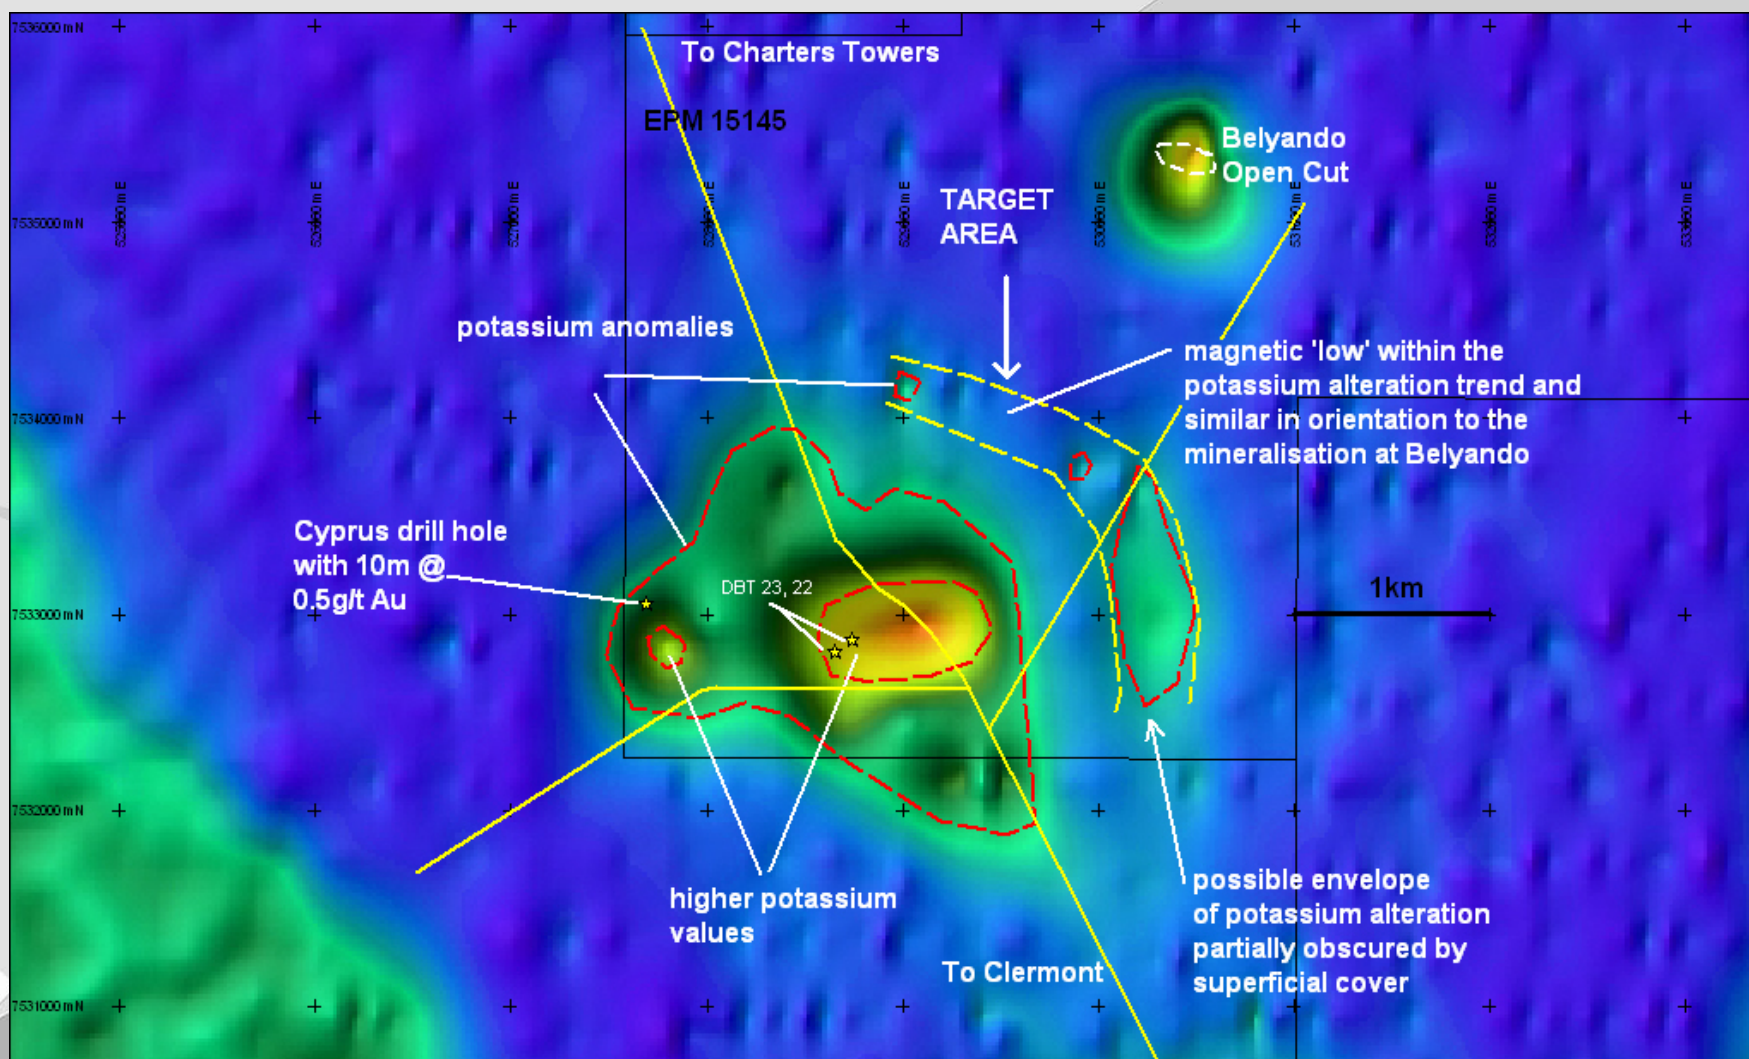 7536000 mN
To Charters Towers
EPM 15145
Belyando
Open Cut
TARGET
AREA
7535000 mN
potassium anomalies
magnetic 'low' within the
potassium alteration trend and
similar in orientation to the
mineralisation at Belyando
7534000 mN
Cyprus drill hole
with 10m @
0.5g/t Au
DBT 23, 22
1km
7533000 mN
7532000 mN
higher potassium
values
possible envelope
of potassium alteration
partially obscured by
superficial cover
To Clermont
7531000 mN